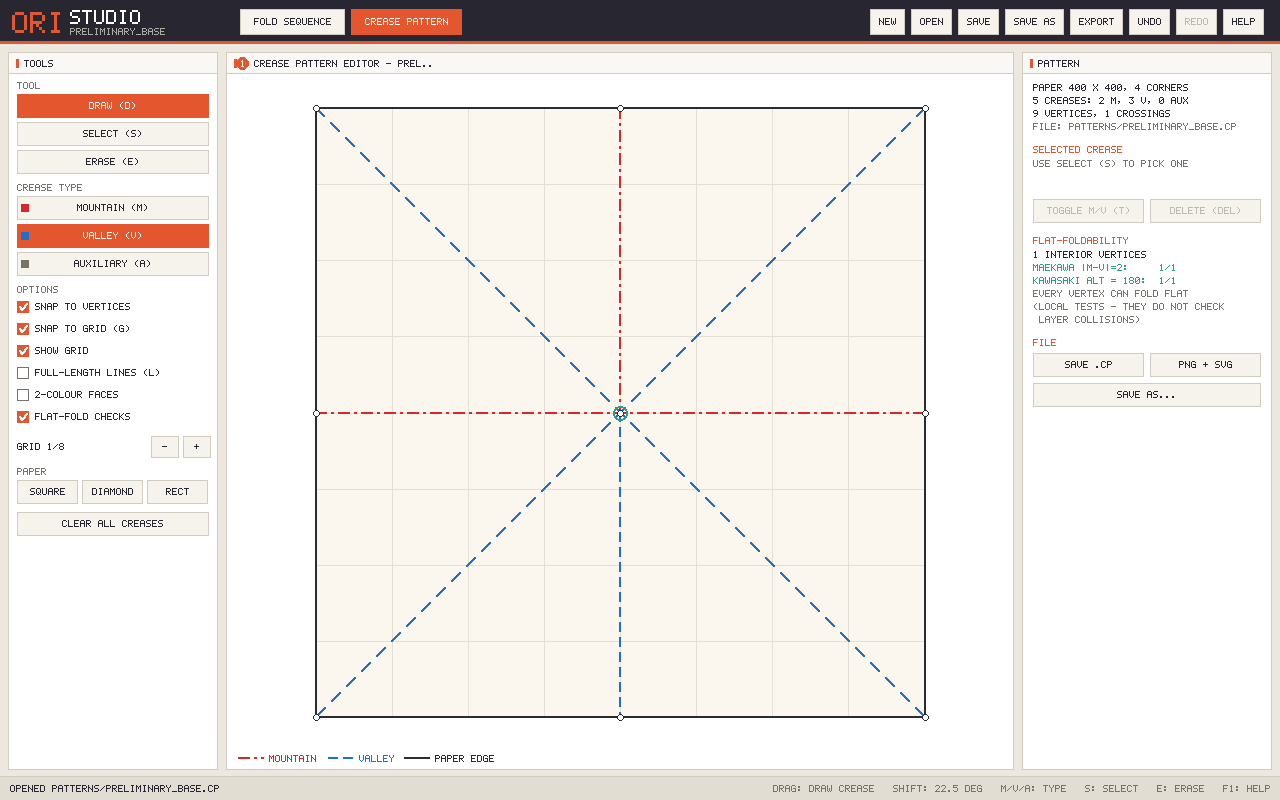 ORI STUDIO
PRELIMINARY_BASE
FOLD SEQUENCE
CREASE PATTERN
NEW
OPEN
SAVE
SAVE AS
EXPORT
UNDO
REDO
HELP
TOOLS
TOOL
DRAW (D)
SELECT (S)
ERASE (E)
CREASE TYPE
MOUNTAIN (M)
VALLEY (V)
AUXILIARY (A)
OPTIONS
SNAP TO VERTICES
SNAP TO GRID (G)
SHOW GRID
FULL-LENGTH LINES (L)
2-COLOUR FACES
FLAT-FOLD CHECKS
GRID 1/8
-
+
PAPER
SQUARE
DIAMOND
RECT
CLEAR ALL CREASES
1 CREASE PATTERN EDITOR - PREL..
MOUNTAIN
VALLEY
PAPER EDGE
PATTERN
PAPER 400 X 400, 4 CORNERS
5 CREASES: 2 M, 3 V, 0 AUX
9 VERTICES, 1 CROSSINGS
FILE: PATTERNS/PRELIMINARY_BASE.CP
SELECTED CREASE
USE SELECT (S) TO PICK ONE
TOGGLE M/V (T)
DELETE (DEL)
FLAT-FOLDABILITY
1 INTERIOR VERTICES
MAEKAWA |M-V|=2: 1/1
KAWASAKI ALT = 180: 1/1
EVERY VERTEX CAN FOLD FLAT
(LOCAL TESTS - THEY DO NOT CHECK
LAYER COLLISIONS)
FILE
SAVE .CP
PNG + SVG
SAVE AS...
OPENED PATTERNS/PRELIMINARY_BASE.CP
DRAG: DRAW CREASE
SHIFT: 22.5 DEG
M/V/A: TYPE
S: SELECT
E: ERASE
F1: HELP